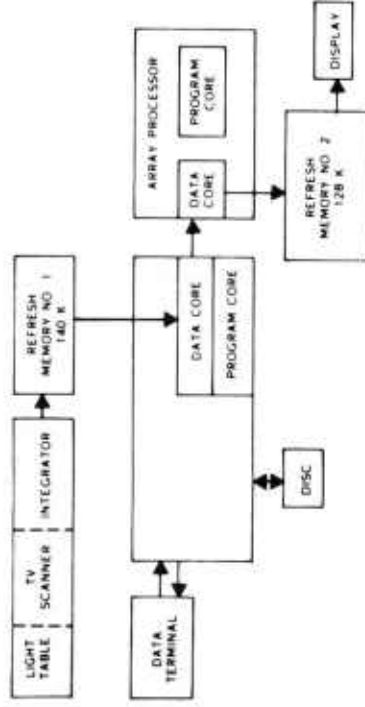 LIGHT
TABLE
TV
SCANNER
INTEGRATOR
REFRESH
MEMORY NO 1
140 K
DATA
TERMINAL
DATA CORE
PROGRAM CORE
DISC
ARRAY PROCESSOR
DATA
CORE
PROGRAM
CORE
REFRESH
MEMORY NO 2
128 K
DISPLAY